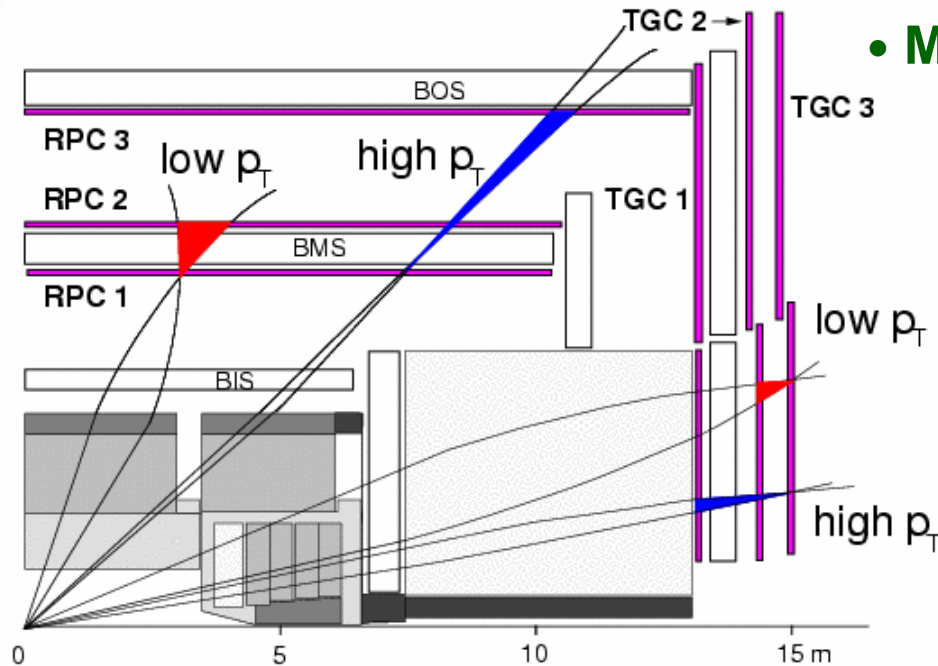 TGC 2
• M
BOS
TGC 3
RPC 3
low pT
high pT
RPC 2
TGC 1
BMS
RPC 1
low pT
BIS
high pT
0 5 10 15 m